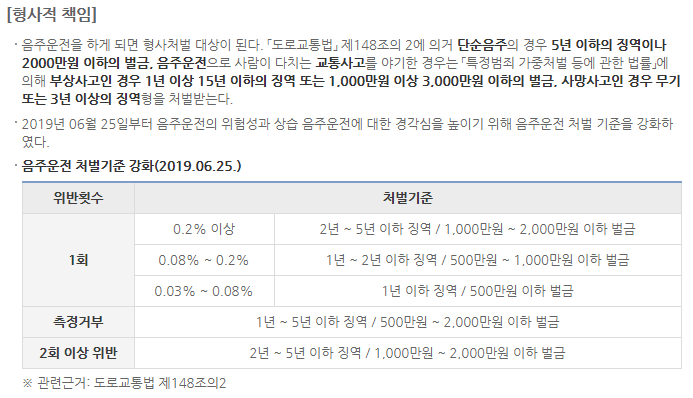 [형사적 책임]
· 음주운전을 하게 되면 형사처벌 대상이 된다. 「도로교통법」 제148조의 2에 의거 단순음주의 경우 5년 이하의 징역이나
2000만원 이하의 벌금, 음주운전으로 사람이 다치는 교통사고를 야기한 경우는 「특정범죄 가중처벌 등에 관한 법률」에
의해 부상사고인 경우 1년 이상 15년 이하의 징역 또는 1,000만원 이상 3,000만원 이하의 벌금, 사망사고인 경우 무기
또는 3년 이상의 징역형을 처벌받는다.
· 2019년 06월 25일부터 음주운전의 위험성과 상습 음주운전에 대한 경각심을 높이기 위해 음주운전 처벌 기준을 강화하
였다.
· 음주운전 처벌기준 강화(2019.06.25.)
위반횟수 처벌기준
1회
0.2% 이상 2년 ~ 5년 이하 징역 / 1,000만원 ~ 2,000만원 이하 벌금
0.08% ~ 0.2% 1년 ~ 2년 이하 징역 / 500만원 ~ 1,000만원 이하 벌금
0.03% ~ 0.08% 1년 이하 징역 / 500만원 이하 벌금
측정거부 1년 ~ 5년 이하 징역 / 500만원 ~ 2,000만원 이하 벌금
2회 이상 위반 2년 ~ 5년 이하 징역 / 1,000만원 ~ 2,000만원 이하 벌금
※ 관련근거: 도로교통법 제148조의2